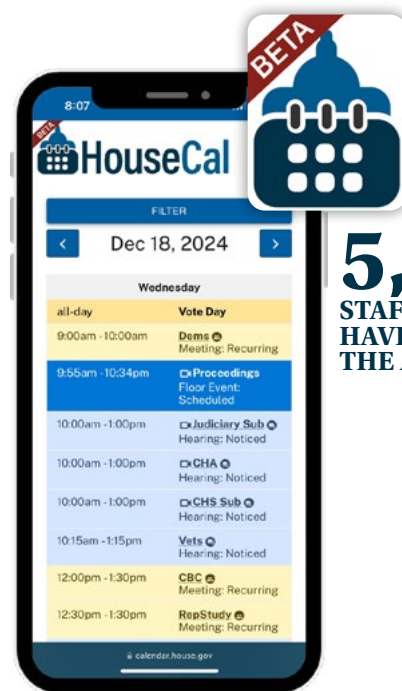 8:07
BETA
BETA
HouseCal
FILTER
< Dec 18, 2024 >
Wednesday
all-day Vote Day
9:00am - 10:00am Dems
Meeting: Recurring
9:55am - 10:34pm Proceedings
Floor Event:
Scheduled
10:00am - 1:00pm Judiciary Sub
Hearing: Noticed
10:00am - 1:00pm CHA
Hearing: Noticed
10:00am - 1:00pm CHS Sub
Hearing: Noticed
10:15am - 1:15pm Vets
Hearing: Noticed
12:00pm - 1:30pm CBC
Meeting: Recurring
12:30pm - 1:30pm RepStudy
Meeting: Recurring
calendar.house.gov
5,
STAF
HAVE
THE A